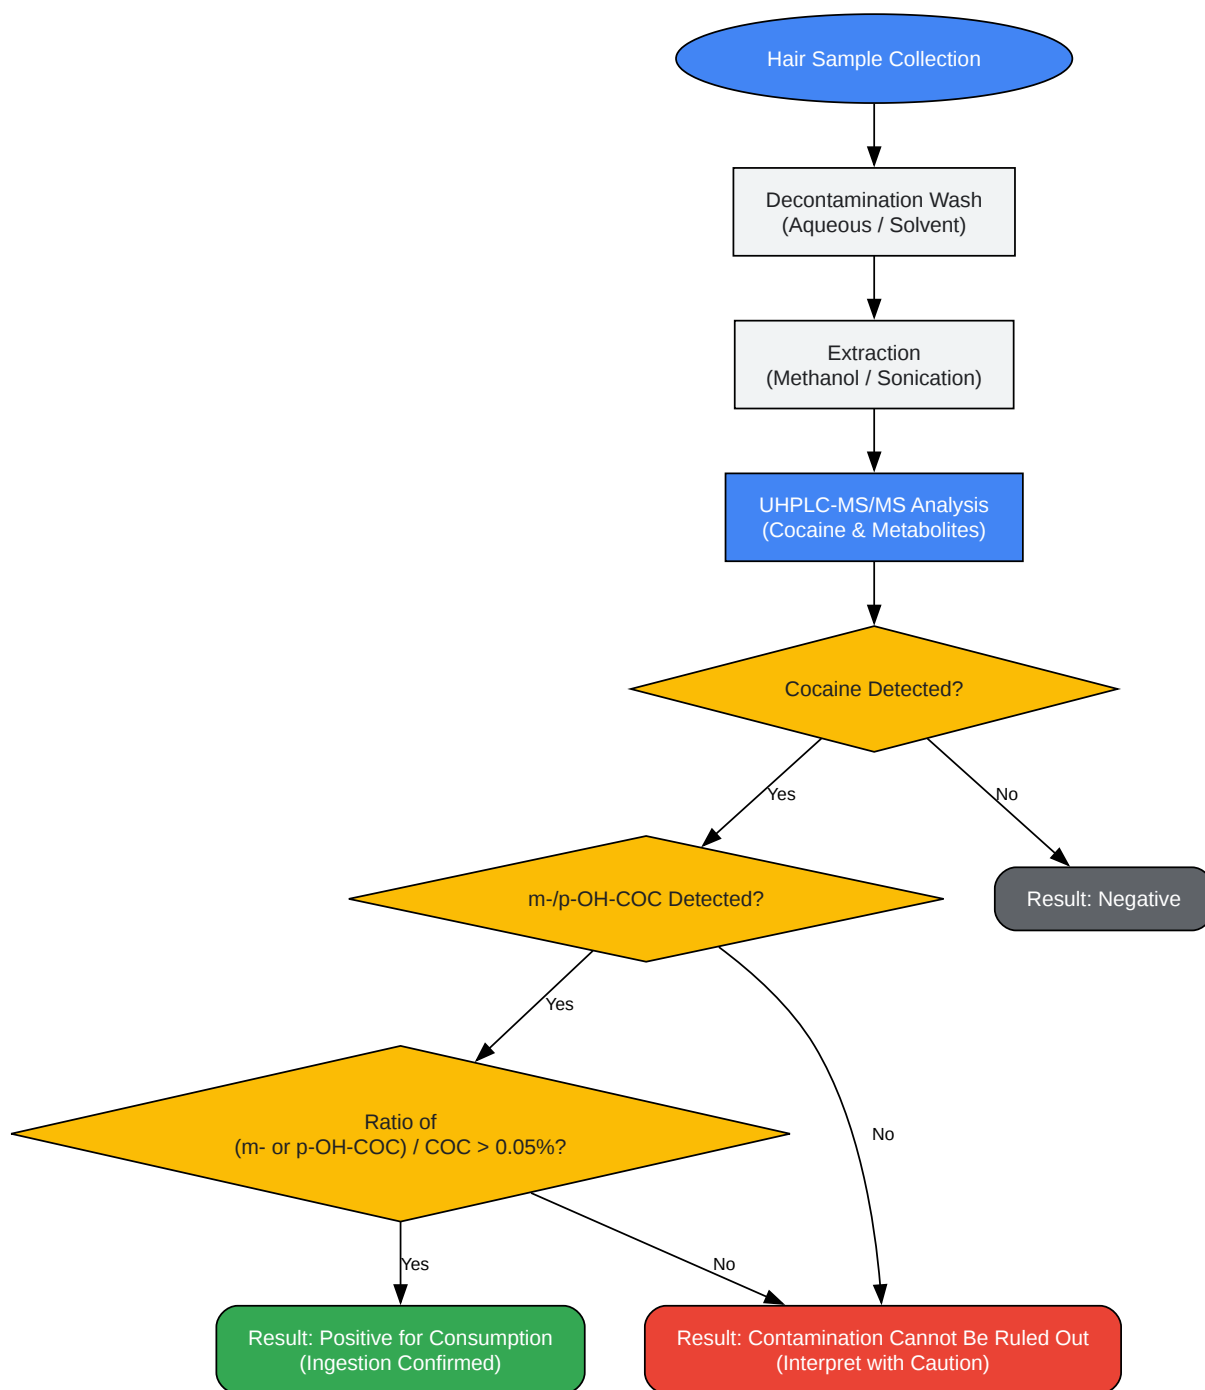 Hair Sample Collection
Decontamination Wash
(Aqueous / Solvent)
Extraction
(Methanol / Sonication)
UHPLC-MS/MS Analysis
(Cocaine & Metabolites)
Cocaine Detected?
Yes
No
m-/p-OH-COC Detected?
Result: Negative
Yes
No
Ratio of
(m- or p-OH-COC) / COC > 0.05%?
Yes
No
Result: Positive for Consumption
(Ingestion Confirmed)
Result: Contamination Cannot Be Ruled Out
(Interpret with Caution)